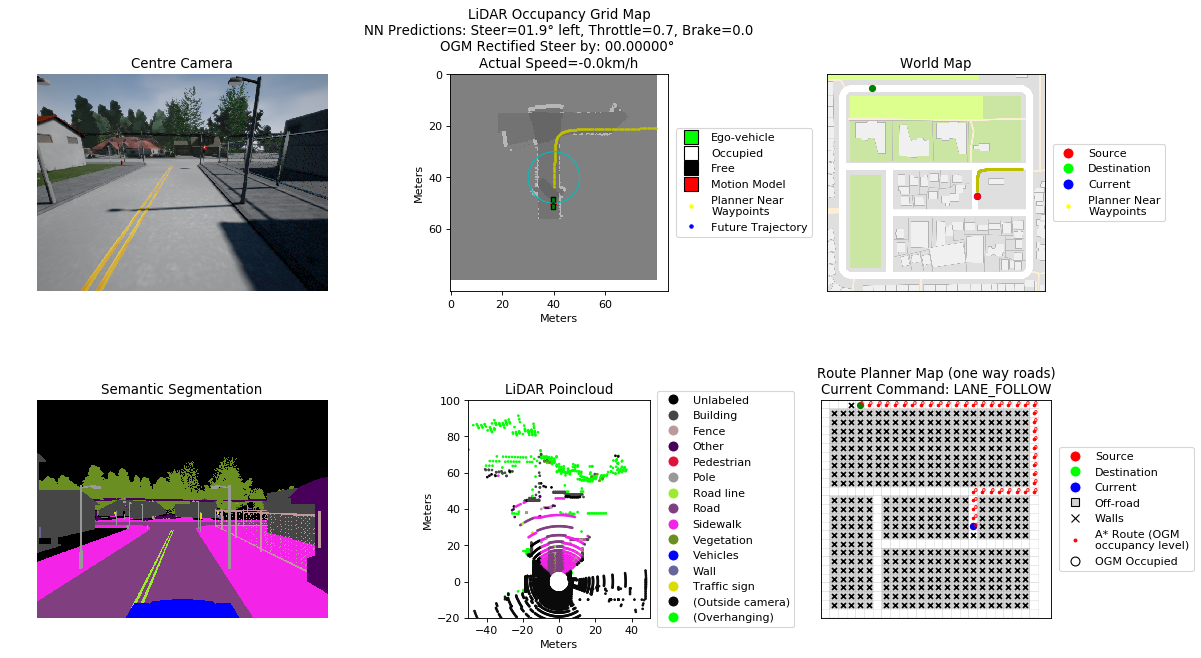 LiDAR Occupancy Grid Map
NN Predictions: Steer=01.9° left, Throttle=0.7, Brake=0.0
OGM Rectified Steer by: 00.00000°
Actual Speed=-0.0km/h
Centre Camera
World Map
0
20
40
60
Meters
0
20
40
60
Meters
Ego-vehicle
Occupied
Free
Motion Model
Planner Near
Waypoints
Future Trajectory
Source
Destination
Current
Planner Near
Waypoints
Semantic Segmentation
LiDAR Poincloud
Route Planner Map (one way roads)
Current Command: LANE_FOLLOW
100
80
60
40
20
0
−20
Meters
−40
−20
0
20
40
Meters
Unlabeled
Building
Fence
Other
Pedestrian
Pole
Road line
Road
Sidewalk
Vegetation
Vehicles
Wall
Traffic sign
(Outside camera)
(Overhanging)
Source
Destination
Current
Off-road
Walls
A* Route (OGM
occupancy level)
OGM Occupied